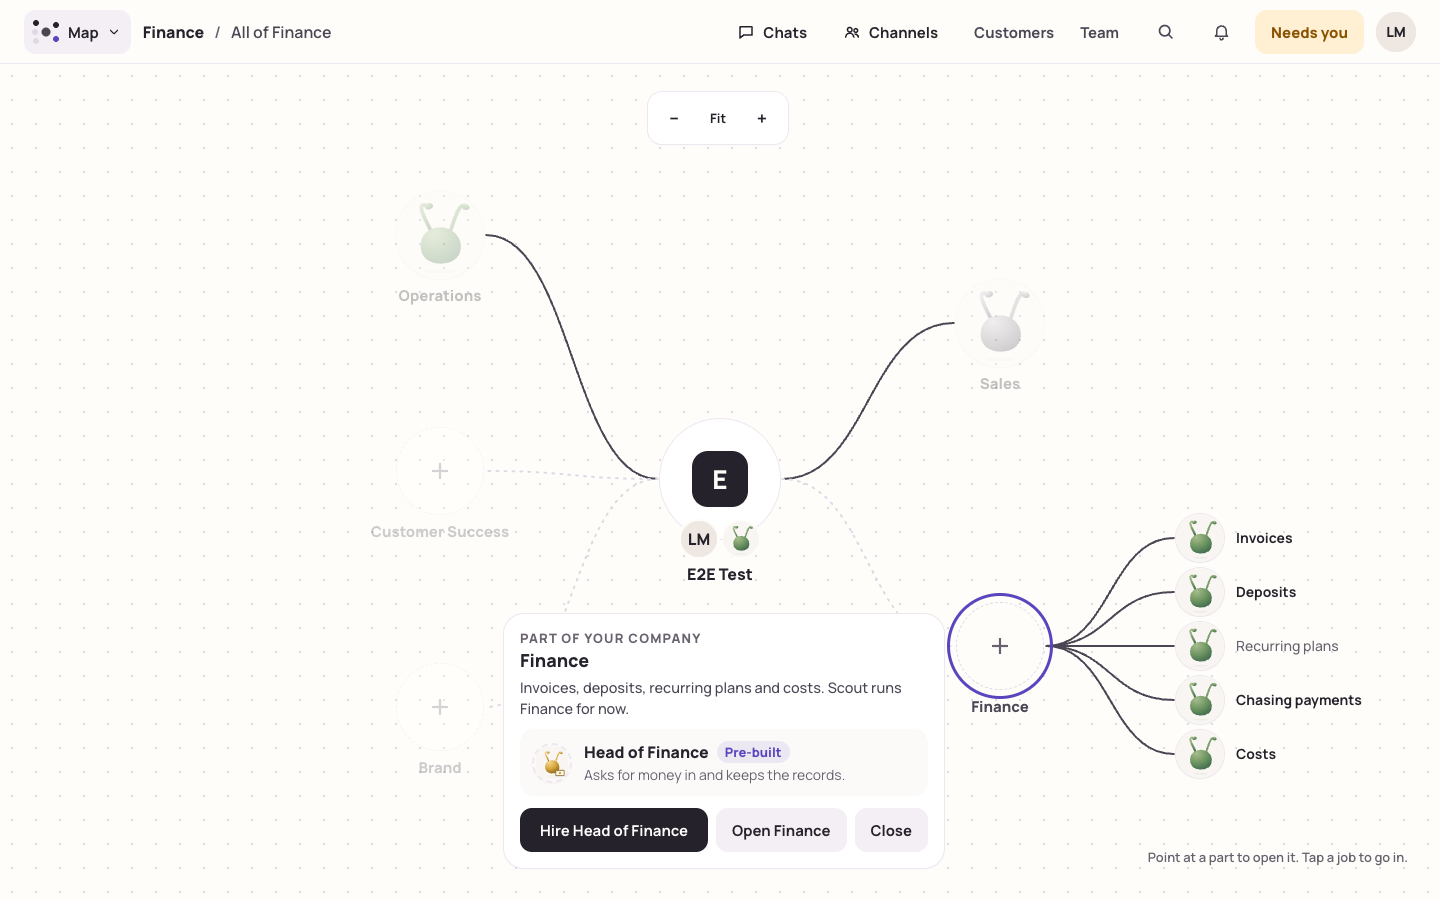 Map
Finance / All of Finance
Chats
Channels
Customers
Team
Needs you
LM
− Fit +
Operations
Sales
E
Customer Success
LM
E2E Test
PART OF YOUR COMPANY
Finance
Invoices, deposits, recurring plans and costs. Scout runs
Finance for now.
Head of Finance Pre-built
Asks for money in and keeps the records.
Hire Head of Finance
Open Finance
Close
Brand
Finance
Invoices
Deposits
Recurring plans
Chasing payments
Costs
Point at a part to open it. Tap a job to go in.